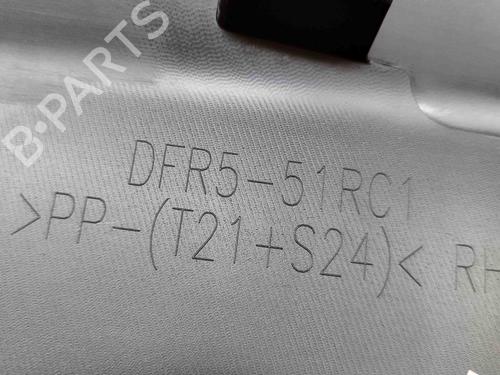 B-PARTS
DFR5-51RC1
>PP-(T21+S24)< RH